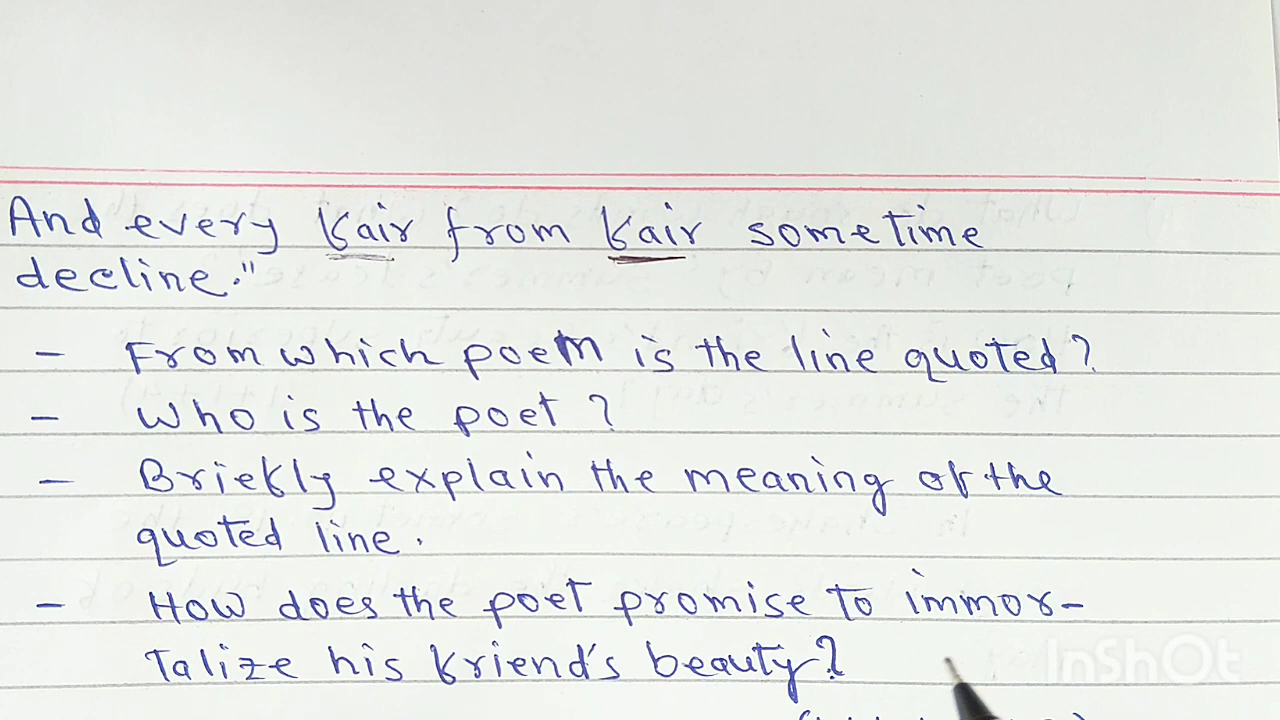 And every fair from fair sometime
decline."
- From which poem is the line quoted?
- Who is the poet?
- Briefly explain the meaning of the
quoted line.
- How does the poet promise to immor-
talize his friend's beauty?
InShOt